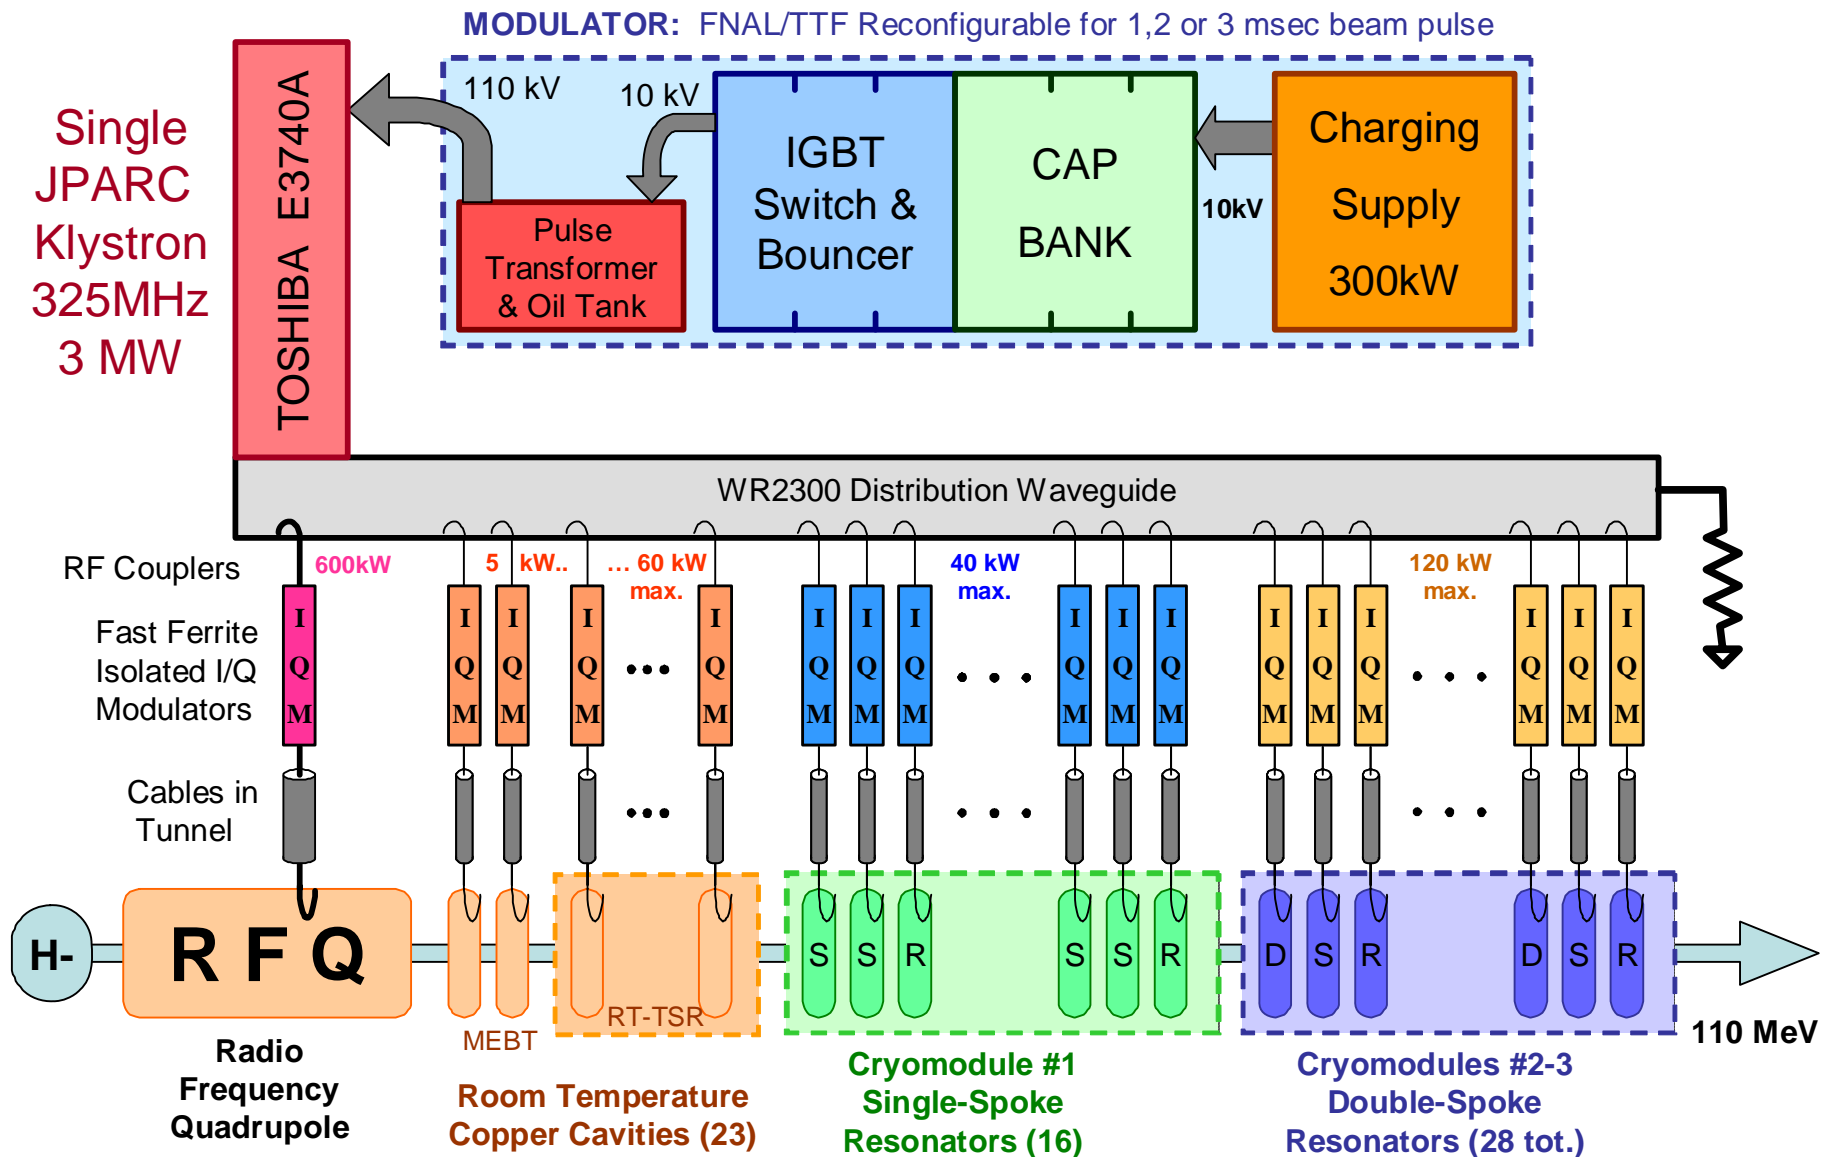 MODULATOR: FNAL/TTF Reconfigurable for 1,2 or 3 msec beam pulse
Single
JPARC
Klystron
325MHz
3 MW
TOSHIBA E3740A
110 kV
10 kV
Pulse
Transformer
& Oil Tank
IGBT
Switch &
Bouncer
CAP
BANK
10kV
Charging
Supply
300kW
WR2300 Distribution Waveguide
RF Couplers
600kW
5 kW..
... 60 kW
max.
40 kW
max.
120 kW
max.
Fast Ferrite
Isolated I/Q
Modulators
I I I I I I I I I I I I I I I I I
Q Q Q Q Q Q Q Q Q Q Q Q Q Q Q Q Q
M M M M M M M M M M M M M M M M M
Cables in
Tunnel
H-
R F Q
S S R
S S R
D S R
D S R
RT-TSR
MEBT
110 MeV
Radio
Frequency
Quadrupole
Room Temperature
Copper Cavities (23)
Cryomodule #1
Single-Spoke
Resonators (16)
Cryomodules #2-3
Double-Spoke
Resonators (28 tot.)